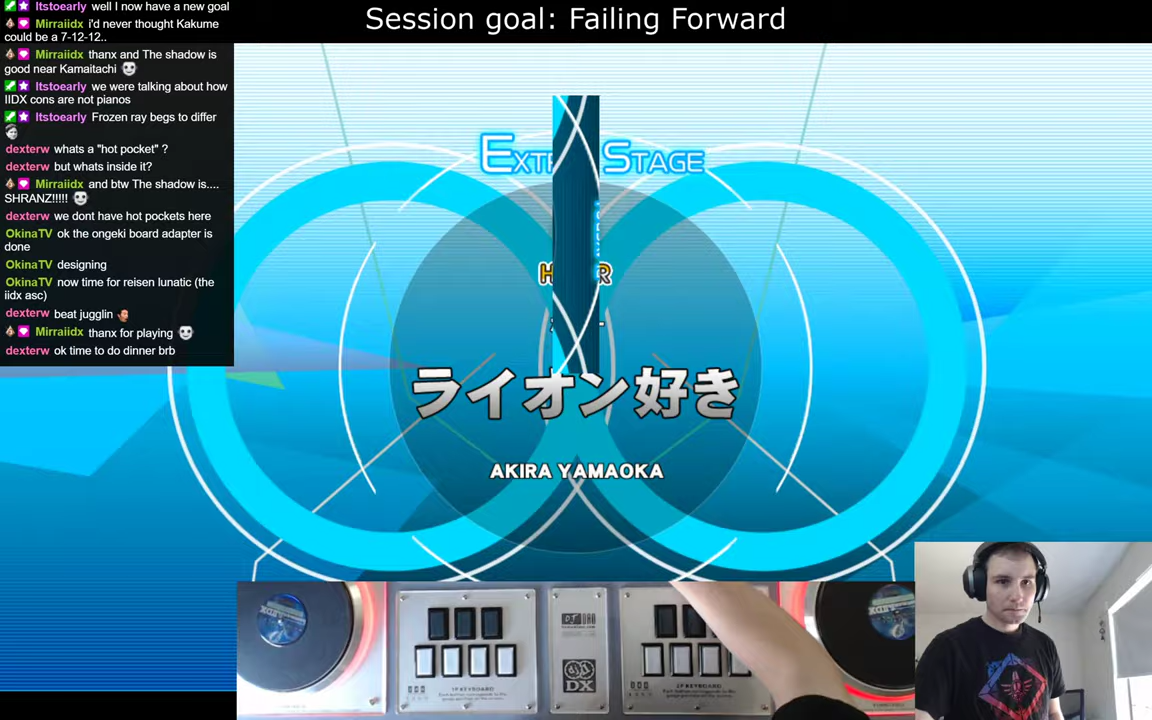 Session goal: Failing Forward
Itstoearly well I now have a new goal
Mirraiidx i'd never thought Kakume
could be a 7-12-12..
Mirraiidx thanx and The shadow is
good near Kamaitachi
Itstoearly we were talking about how
IIDX cons are not pianos
Itstoearly Frozen ray begs to differ
dexterw whats a "hot pocket" ?
dexterw but whats inside it?
Mirraiidx and btw The shadow is....
SHRANZ!!!!!
dexterw we dont have hot pockets here
OkinaTV ok the ongeki board adapter is
done
OkinaTV designing
OkinaTV now time for reisen lunatic (the
iidx asc)
dexterw beat jugglin
Mirraiidx thanx for playing
dexterw ok time to do dinner brb
STAGE
ライオン好き
AKIRA YAMAOKA
1P KEYBOARD
DX
2P KEYBOARD